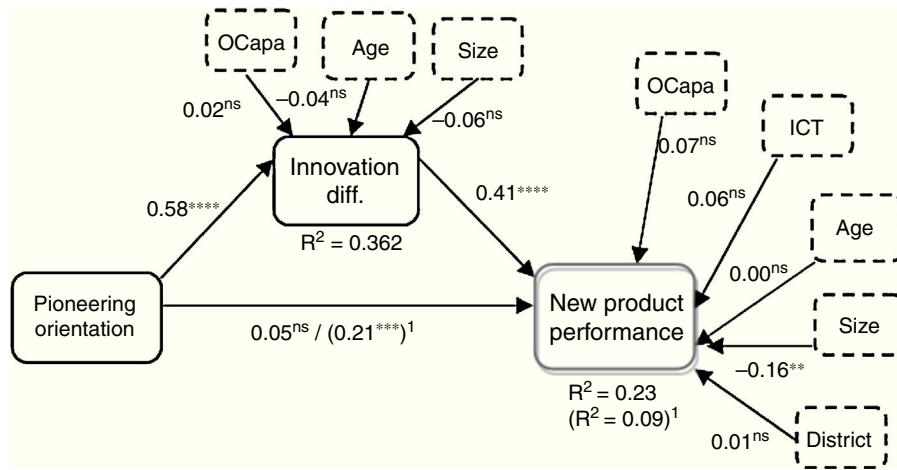 OCapa
Age
Size
0.02ns
–0.04ns
–0.06ns
OCapa
ICT
Age
Size
District
0.07ns
0.06ns
0.00ns
–0.16**
0.01ns
Innovation
diff.
R² = 0.362
0.58****
0.41****
Pioneering
orientation
0.05ns / (0.21***)¹
New product
performance
R² = 0.23
(R² = 0.09)¹